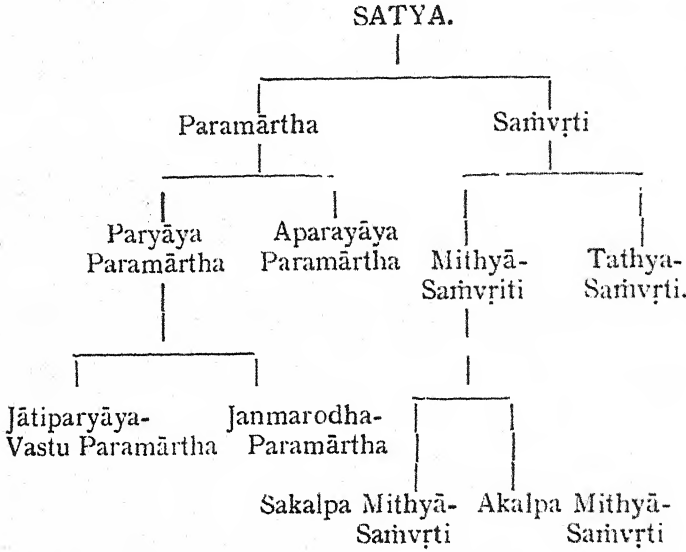 SATYA.
Paramārtha Saṁvṛti
Paryāya Paramārtha
Aparayāya Paramārtha
Mithyā-
Saṁvṛiti
Tathya-
Saṁvṛti.
Jātiparyāya-
Vastu Paramārtha
Janmarodha-
Paramārtha
Sakalpa Mithyā-
Saṁvṛti
Akalpa Mithyā-
Saṁvṛti